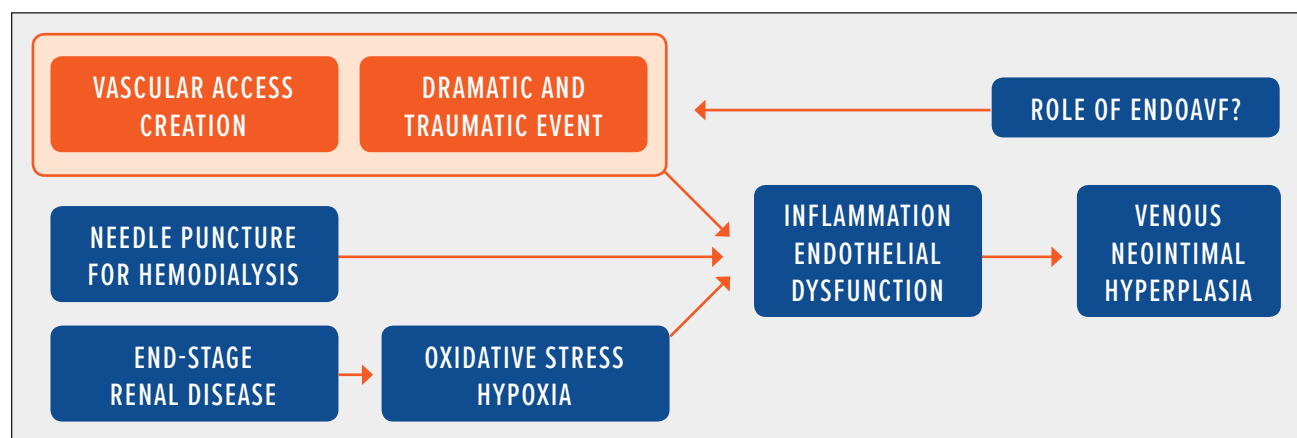 VASCULAR ACCESS
CREATION
DRAMATIC AND
TRAUMATIC EVENT
ROLE OF ENDOAVF?
NEEDLE PUNCTURE
FOR HEMODIALYSIS
INFLAMMATION
ENDOTHELIAL
DYSFUNCTION
VENOUS
NEOINTIMAL
HYPERPLASIA
END-STAGE
RENAL DISEASE
OXIDATIVE STRESS
HYPOXIA